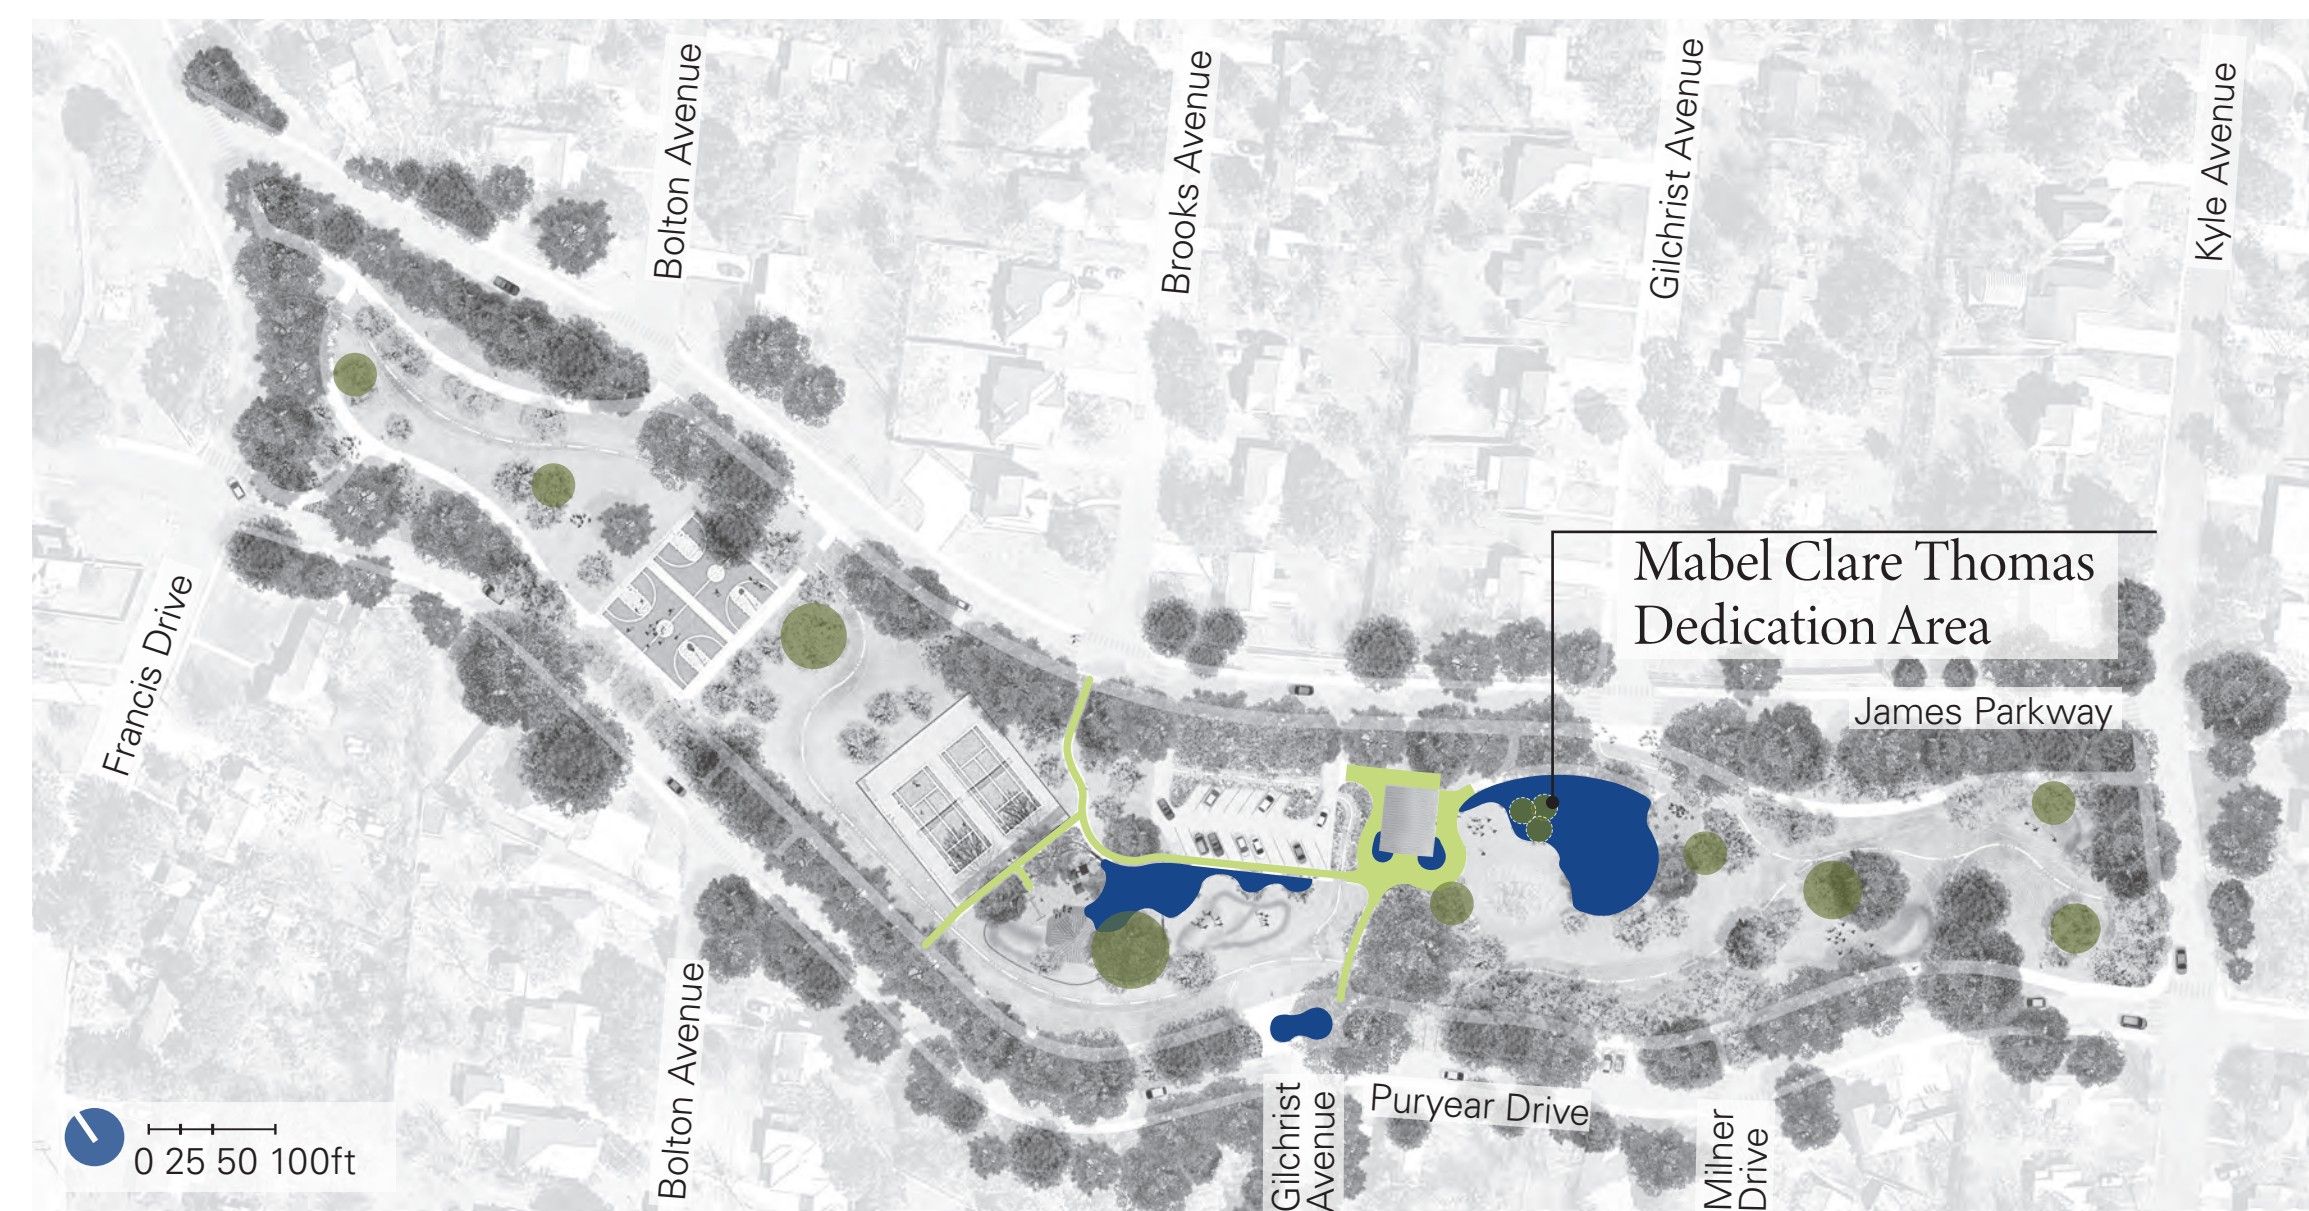 Bolton Avenue
Brooks Avenue
Gilchrist Avenue
Kyle Avenue
Mabel Clare Thomas
Dedication Area
Francis Drive
James Parkway
Bolton Avenue
Gilchrist
Avenue
Puryear Drive
Milner
Drive
0 25 50 100ft